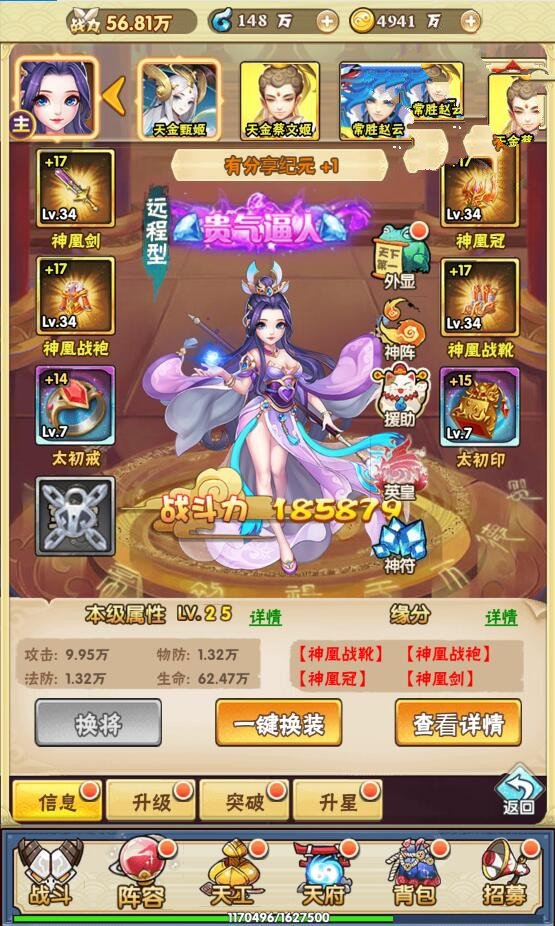 战力 56.81万
148 万
4941 万
主
天金甄姬
天金蔡文姬
常胜赵云
常胜赵云
天金蔡
有分享纪元 +1
+17
Lv.34
神凰剑
远程型
贵气逼人
神凰冠
Lv.34
天下第一
外显
+17
Lv.34
神凰战袍
神阵
+17
Lv.34
神凰战靴
+14
Lv.7
太初戒
援助
+15
Lv.7
太初印
英皇
战斗力 185879
神符
本级属性 LV.25 详情
缘分 详情
攻击: 9.95万 物防: 1.32万
法防: 1.32万 生命: 62.47万
【神凰战靴】 【神凰战袍】
【神凰冠】 【神凰剑】
换将 一键换装 查看详情
信息 升级 突破 升星 返回
战斗 阵容 天工 天府 背包 招募
1170496/1627500